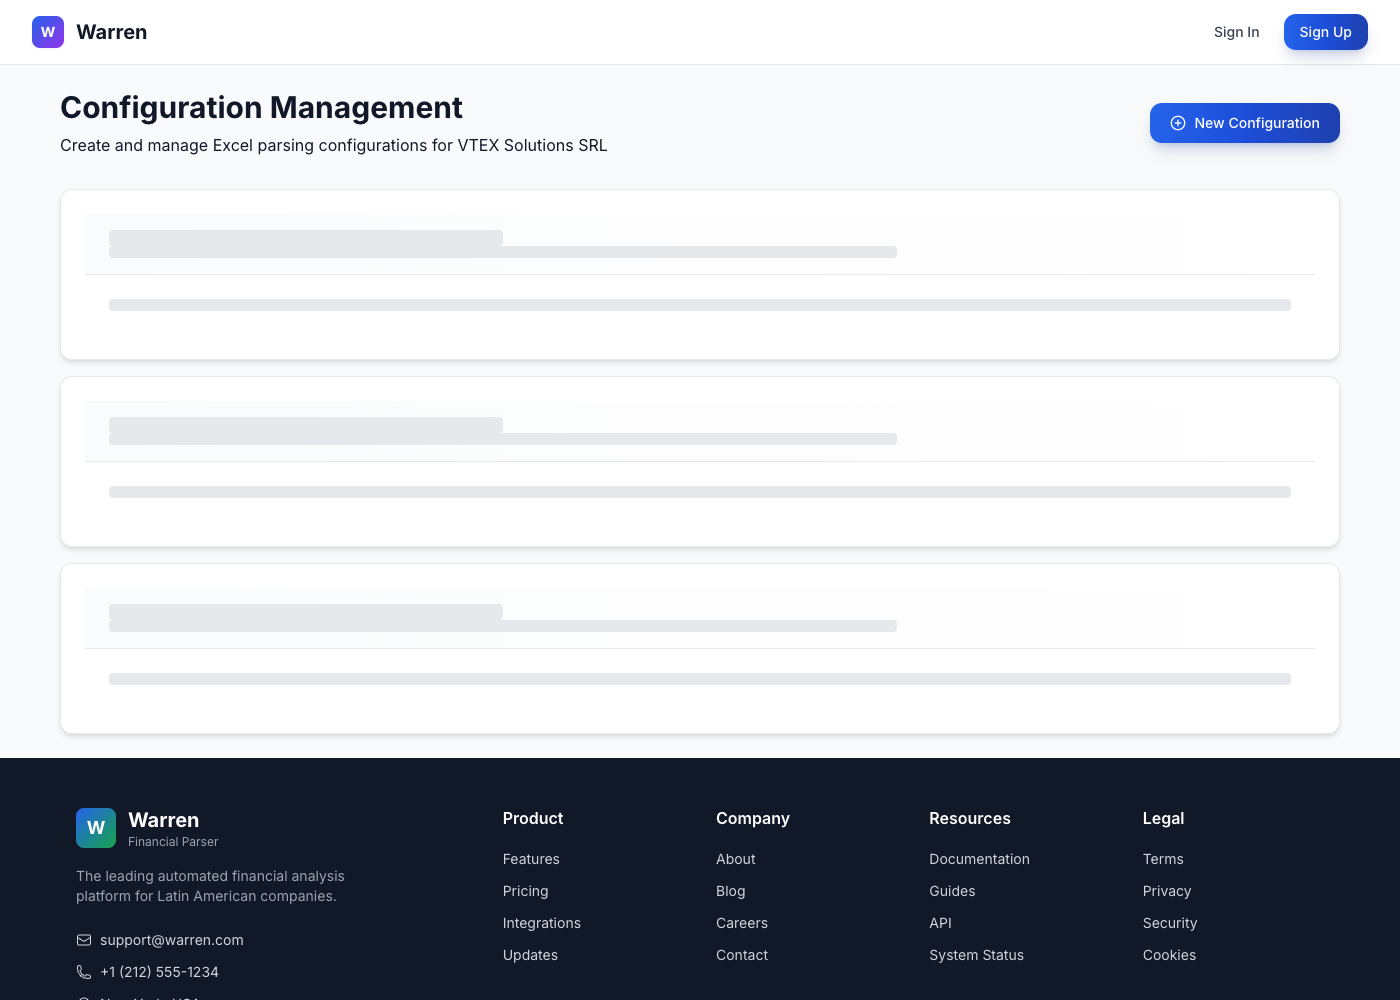 W Warren
Sign In
Sign Up
Configuration Management
Create and manage Excel parsing configurations for VTEX Solutions SRL
New Configuration
W
Warren
Financial Parser
The leading automated financial analysis
platform for Latin American companies.
support@warren.com
+1 (212) 555-1234
Product
Features
Pricing
Integrations
Updates
Company
About
Blog
Careers
Contact
Resources
Documentation
Guides
API
System Status
Legal
Terms
Privacy
Security
Cookies